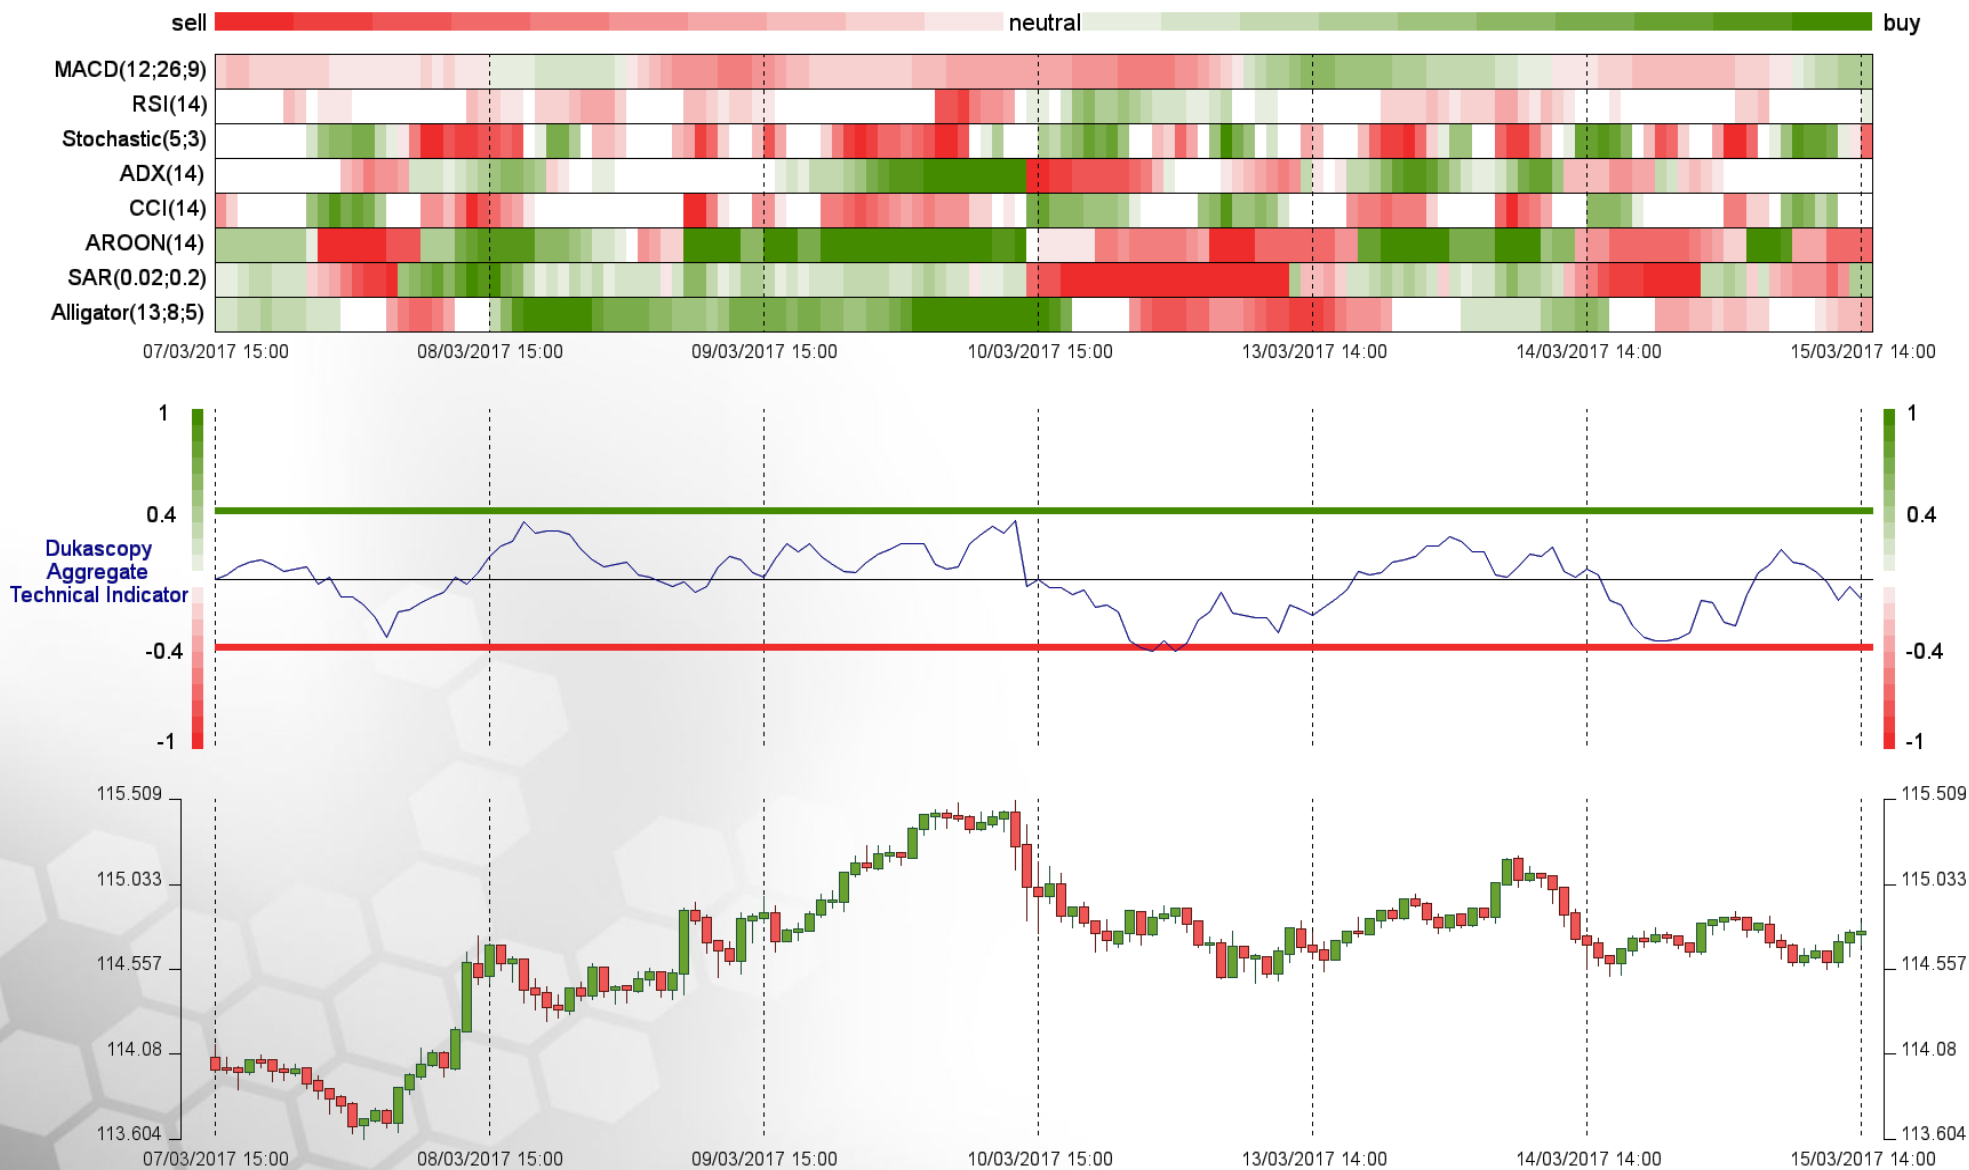 sell neutral buy
MACD(12;26;9)
RSI(14)
Stochastic(5;3)
ADX(14)
CCI(14)
AROON(14)
SAR(0.02;0.2)
Alligator(13;8;5)
07/03/2017 15:00 08/03/2017 15:00 09/03/2017 15:00 10/03/2017 15:00 13/03/2017 14:00 14/03/2017 14:00 15/03/2017 14:00
1 1
0.4 0.4
Dukascopy
Aggregate
Technical Indicator
-0.4 -0.4
-1 -1
115.509 115.509
115.033 115.033
114.557 114.557
114.08 114.08
113.604 113.604
07/03/2017 15:00 08/03/2017 15:00 09/03/2017 15:00 10/03/2017 15:00 13/03/2017 14:00 14/03/2017 14:00 15/03/2017 14:00